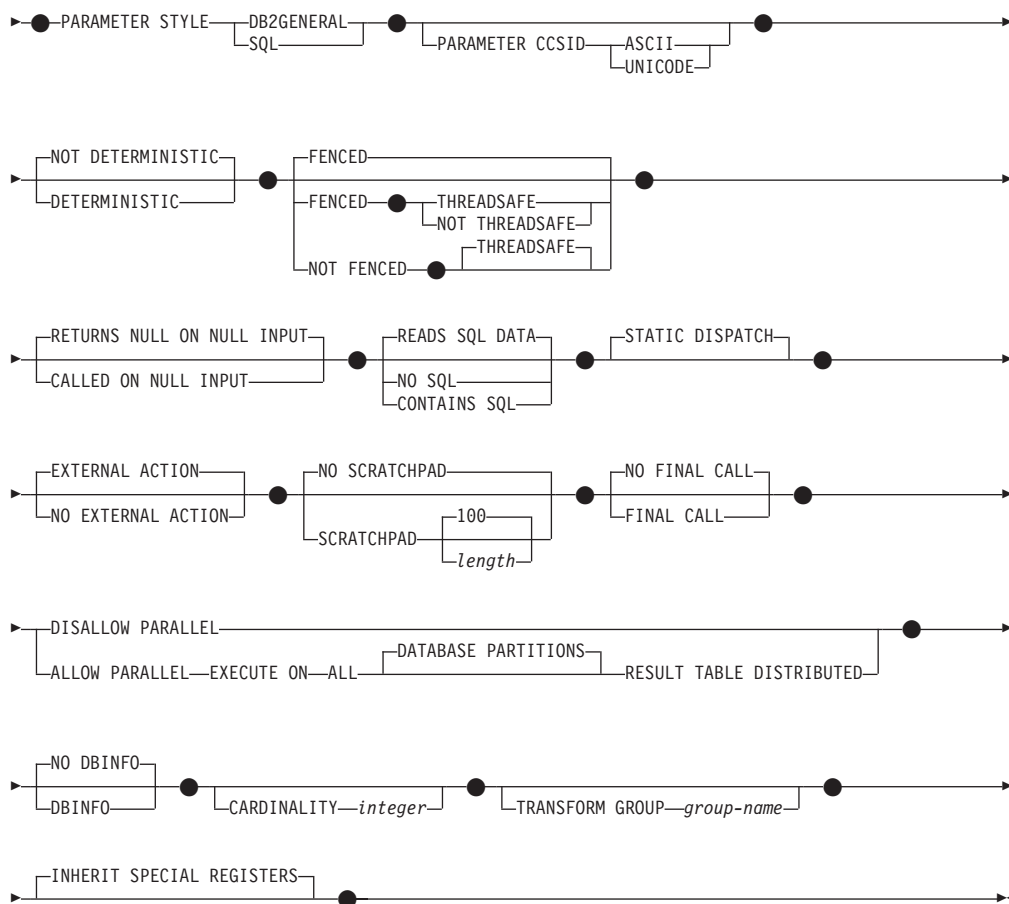 PARAMETER STYLE DB2GENERAL PARAMETER CCSID ASCII
SQL UNICODE
NOT DETERMINISTIC FENCED
DETERMINISTIC FENCED THREADSAFE
NOT THREADSAFE
THREADSAFE
NOT FENCED
RETURNS NULL ON NULL INPUT READS SQL DATA STATIC DISPATCH
CALLED ON NULL INPUT NO SQL
CONTAINS SQL
EXTERNAL ACTION NO SCRATCHPAD NO FINAL CALL
NO EXTERNAL ACTION 100 FINAL CALL
SCRATCHPAD
length
DISALLOW PARALLEL
DATABASE PARTITIONS
ALLOW PARALLEL EXECUTE ON ALL RESULT TABLE DISTRIBUTED
NO DBINFO
DBINFO CARDINALITY integer TRANSFORM GROUP group-name
INHERIT SPECIAL REGISTERS